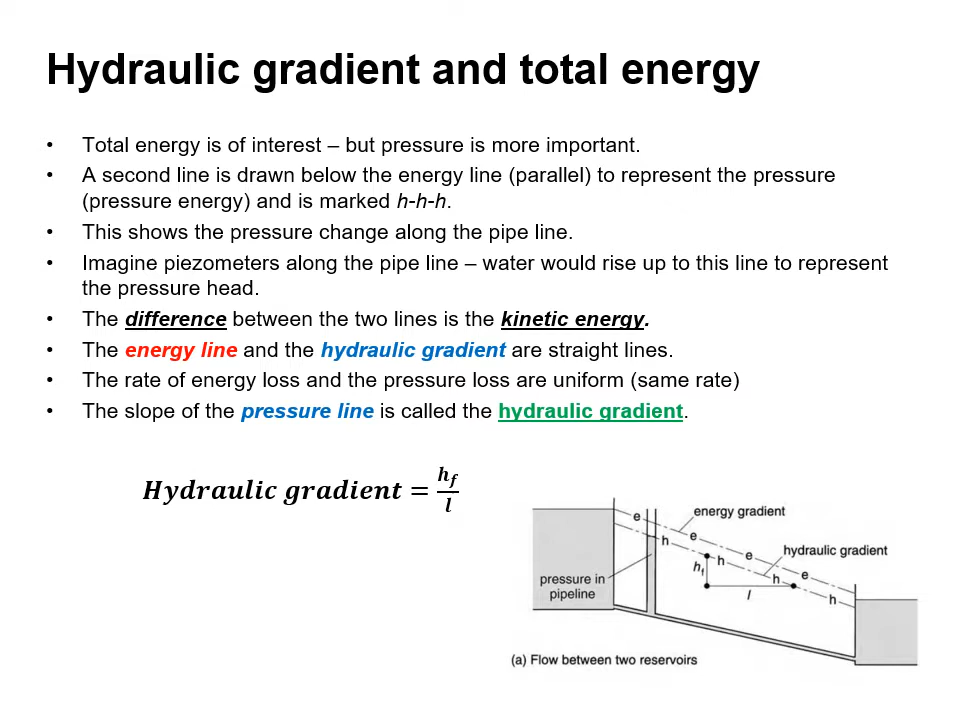 Hydraulic gradient and total energy
• Total energy is of interest – but pressure is more important.
• A second line is drawn below the energy line (parallel) to represent the pressure
(pressure energy) and is marked h-h-h.
• This shows the pressure change along the pipe line.
• Imagine piezometers along the pipe line – water would rise up to this line to represent
the pressure head.
• The difference between the two lines is the kinetic energy.
• The energy line and the hydraulic gradient are straight lines.
• The rate of energy loss and the pressure loss are uniform (same rate)
• The slope of the pressure line is called the hydraulic gradient.
Hydraulic gradient = h_f / l
energy gradient
e
e
h
hydraulic gradient
e
h
h_f
e
h
pressure in
pipeline
l
h
(a) Flow between two reservoirs